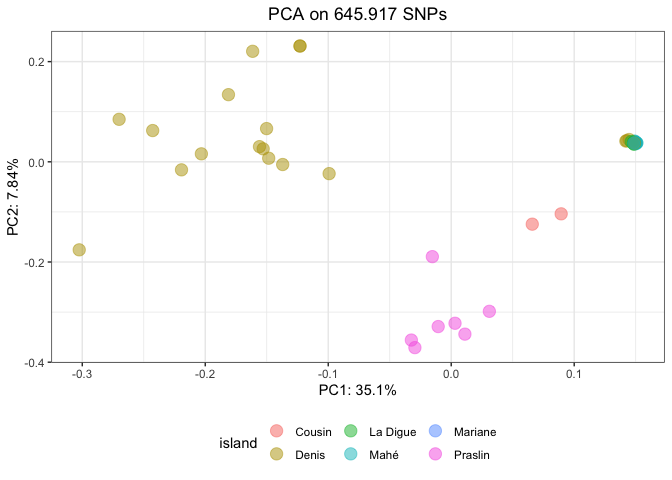 PCA on 645.917 SNPs
0.2
0.0
-0.2
-0.4
PC2: 7.84%
-0.3 -0.2 -0.1 0.0 0.1
PC1: 35.1%
island
Cousin La Digue Mariane
Denis Mahé Praslin